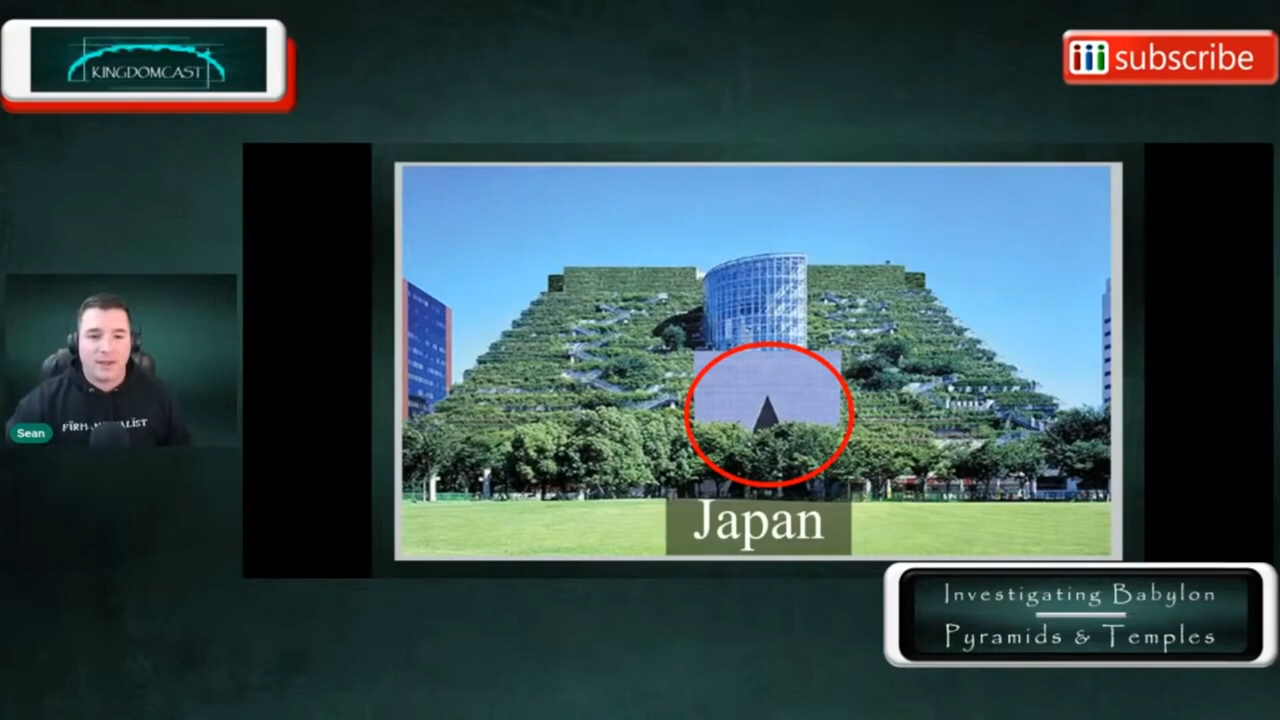 KINGDOMCAST
subscribe
Sean
Japan
Investigating Babylon
Pyramids & Temples